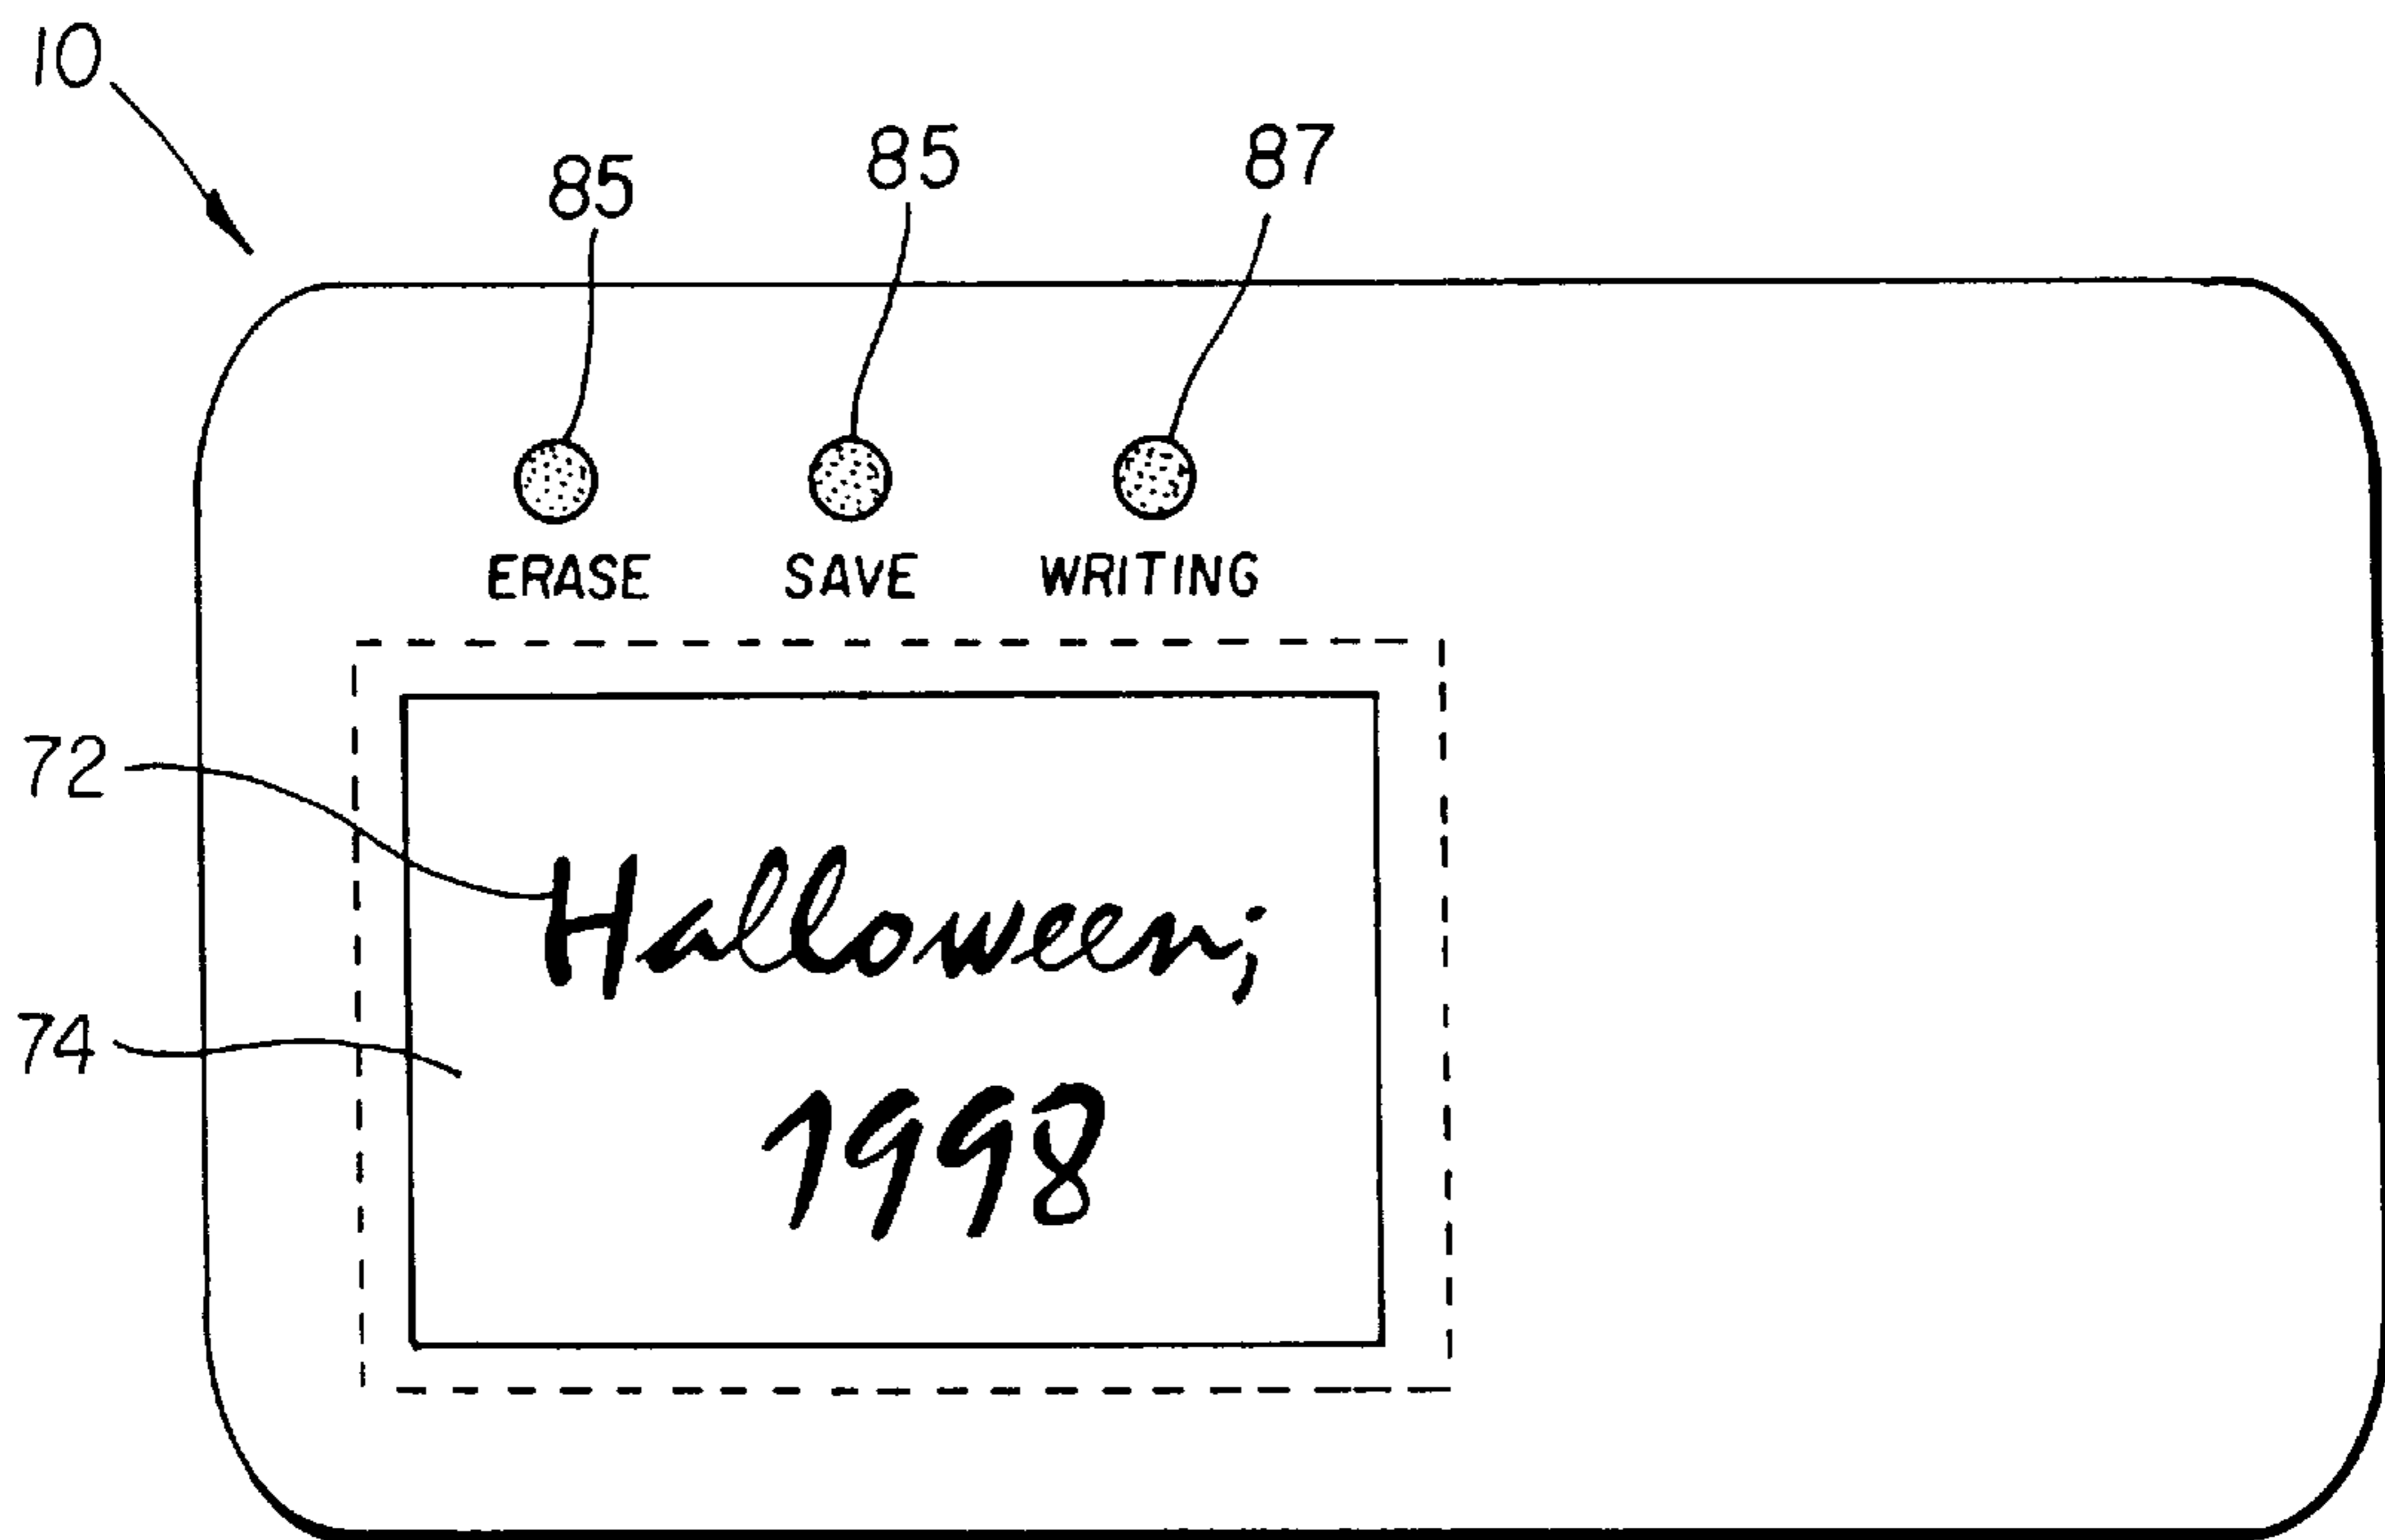 10
85 85 87
ERASE SAVE WRITING
72
Halloween;
74
1998